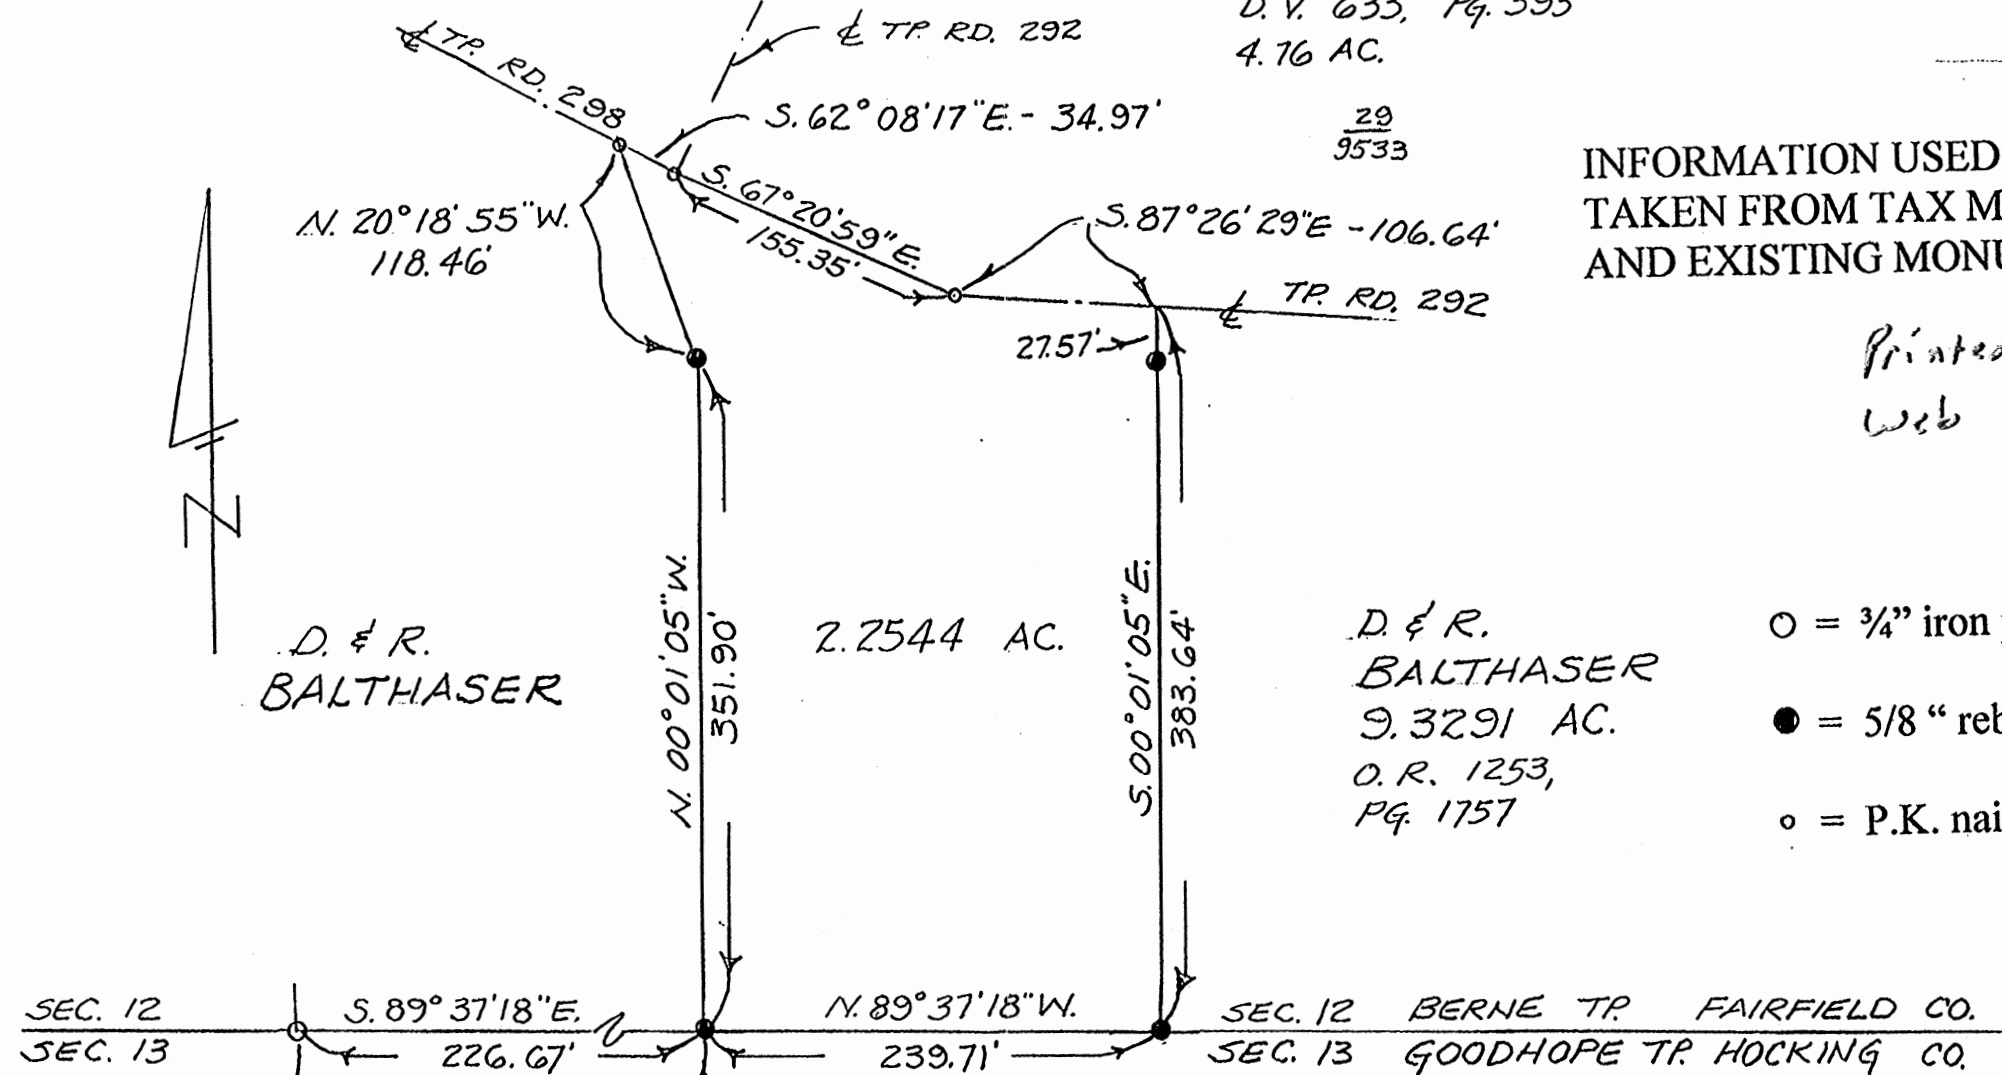 D. V. 633, PG. 393
4.76 AC.
℄ TP. RD. 292
℄ TP. RD. 298
S. 62° 08' 17" E. - 34.97'
29
9533
INFORMATION USED
TAKEN FROM TAX M
AND EXISTING MONU
N. 20° 18' 55" W.
118.46'
S. 67° 20' 59" E.
155.35'
S. 87° 26' 29" E - 106.64'
℄ TP. RD. 292
27.57'
Printed
Web
N
N. 00° 01' 05" W.
351.90'
2.2544 AC.
S. 00° 01' 05" E.
383.64'
D. & R.
BALTHASER
D. & R.
BALTHASER
9.3291 AC.
O. R. 1253,
PG. 1757
= ¾” iron
= 5/8 “ reb
= P.K. nai
SEC. 12 S. 89° 37' 18" E. N. 89° 37' 18" W. SEC. 12 BERNE TP. FAIRFIELD CO.
SEC. 13 226.67' 239.71' SEC. 13 GOODHOPE TP. HOCKING CO.